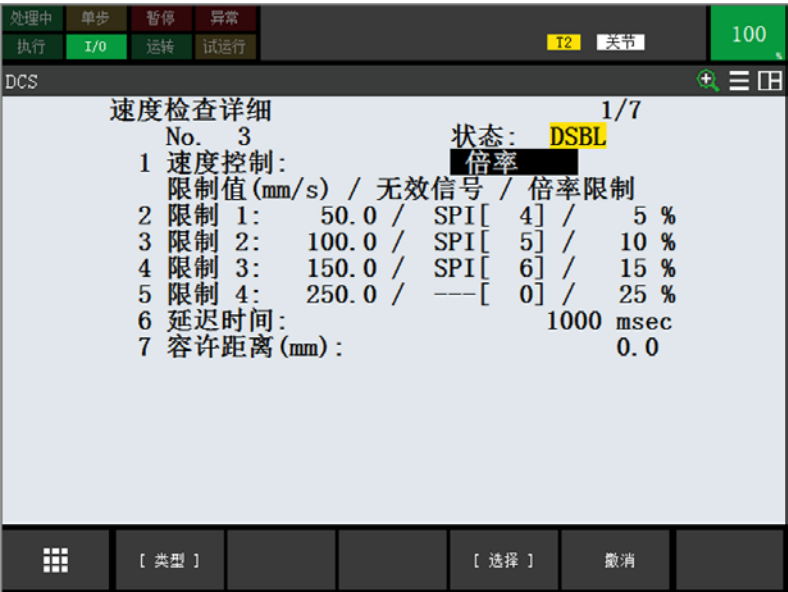 处理中 单步 暂停 异常
执行 I/O 运转 试运行 T2 关节 100 %
DCS
速度检查详细 1/7
No. 3 状态: DSBL
1 速度控制: 倍率
限制值(mm/s) / 无效信号 / 倍率限制
2 限制 1: 50.0 / SPI[ 4] / 5 %
3 限制 2: 100.0 / SPI[ 5] / 10 %
4 限制 3: 150.0 / SPI[ 6] / 15 %
5 限制 4: 250.0 / ---[ 0] / 25 %
6 延迟时间: 1000 msec
7 容许距离(mm): 0.0
[ 类型 ] [ 选择 ] 撤消